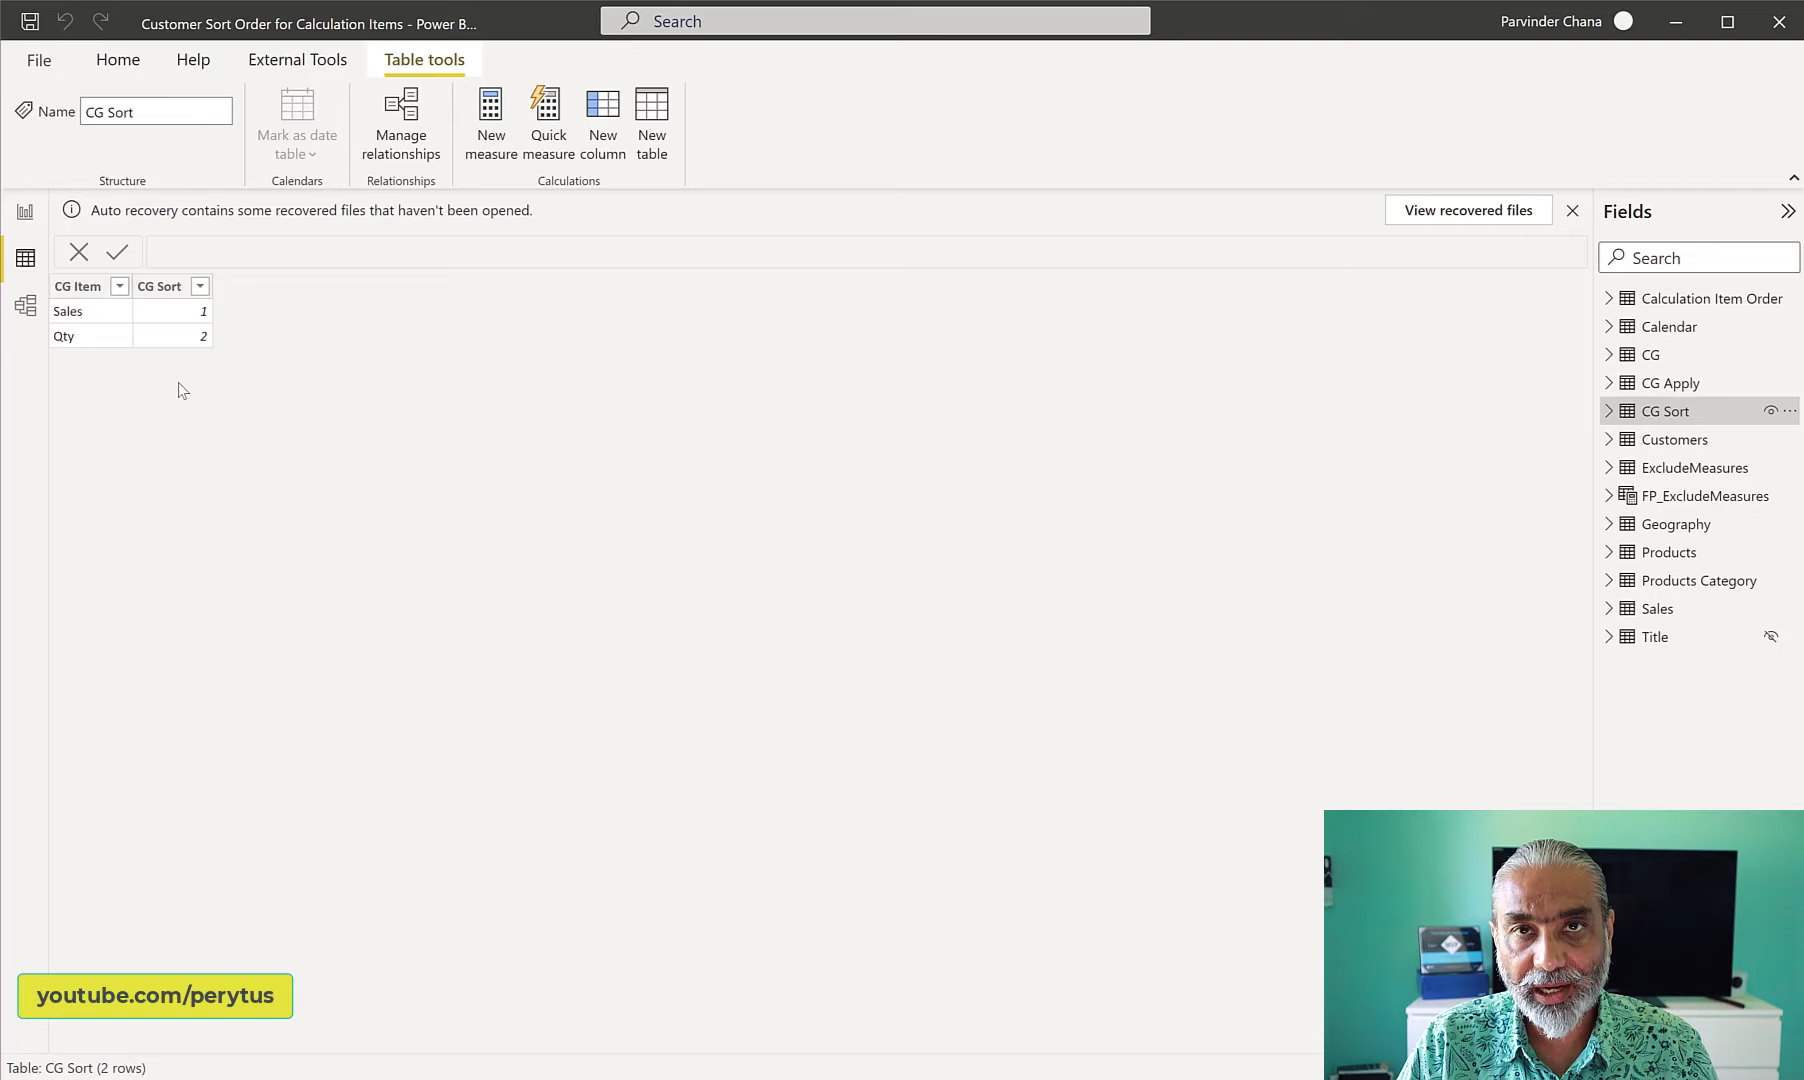 Customer Sort Order for Calculation Items - Power B...
Search
Parvinder Chana
File
Home
Help
External Tools
Table tools
Name
CG Sort
Mark as date
table
Manage
relationships
New
measure
Quick
measure
New
column
New
table
Structure
Calendars
Relationships
Calculations
Auto recovery contains some recovered files that haven't been opened.
View recovered files
Fields
Search
CG Item
CG Sort
Sales 1
Qty 2
Calculation Item Order
Calendar
CG
CG Apply
CG Sort
Customers
ExcludeMeasures
FP_ExcludeMeasures
Geography
Products
Products Category
Sales
Title
youtube.com/perytus
Table: CG Sort (2 rows)